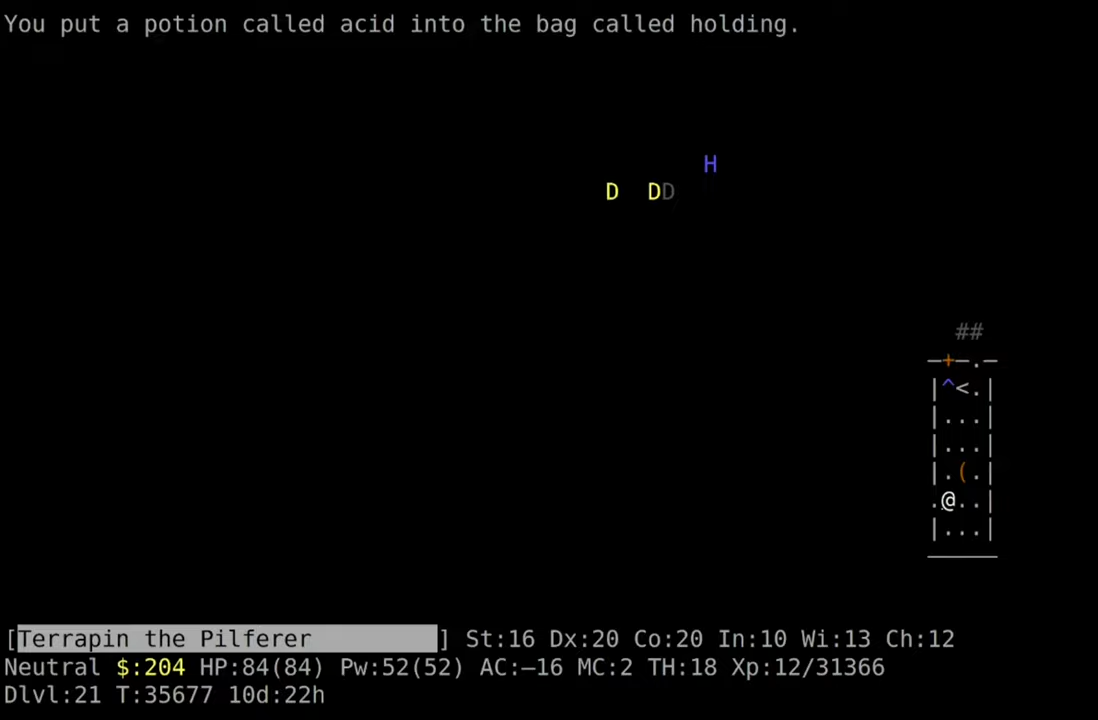 You put a potion called acid into the bag called holding.
H
D DD
##
—+—.—
|^<.|
|...|
|...|
|.(.|
.@..|
|...|
—————
[Terrapin the Pilferer ] St:16 Dx:20 Co:20 In:10 Wi:13 Ch:12
Neutral $:204 HP:84(84) Pw:52(52) AC:–16 MC:2 TH:18 Xp:12/31366
Dlvl:21 T:35677 10d:22h